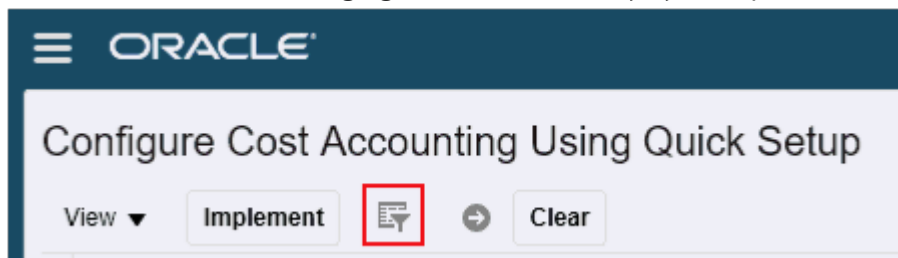 ORACLE
Configure Cost Accounting Using Quick Setup
View Implement Clear